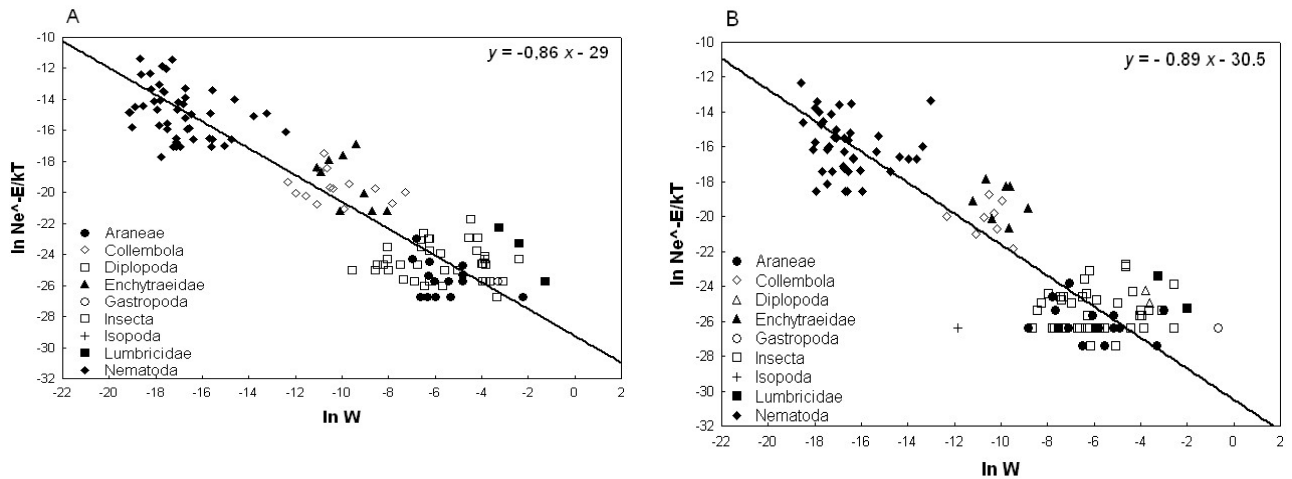 A
y = -0,86 x - 29
ln Ne^-E/kT
-10
-12
-14
-16
-18
-20
-22
-24
-26
-28
-30
-32
Araneae
Collembola
Diplopoda
Enchytraeidae
Gastropoda
Insecta
Isopoda
Lumbricidae
Nematoda
-22 -20 -18 -16 -14 -12 -10 -8 -6 -4 -2 0 2
ln W
B
y = - 0.89 x - 30.5
ln Ne^-E/kT
-10
-12
-14
-16
-18
-20
-22
-24
-26
-28
-30
-32
Araneae
Collembola
Diplopoda
Enchytraeidae
Gastropoda
Insecta
Isopoda
Lumbricidae
Nematoda
-22 -20 -18 -16 -14 -12 -10 -8 -6 -4 -2 0 2
ln W